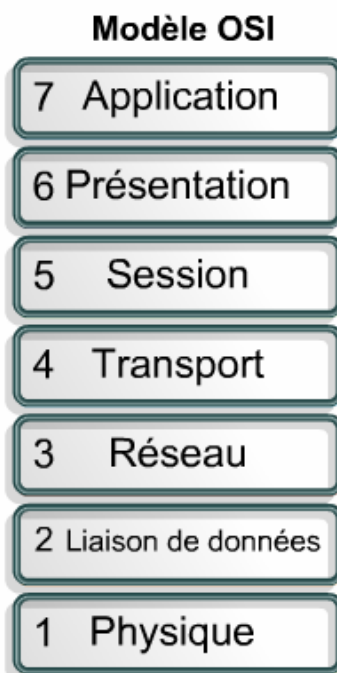 Modèle OSI
7 Application
6 Présentation
5 Session
4 Transport
3 Réseau
2 Liaison de données
1 Physique